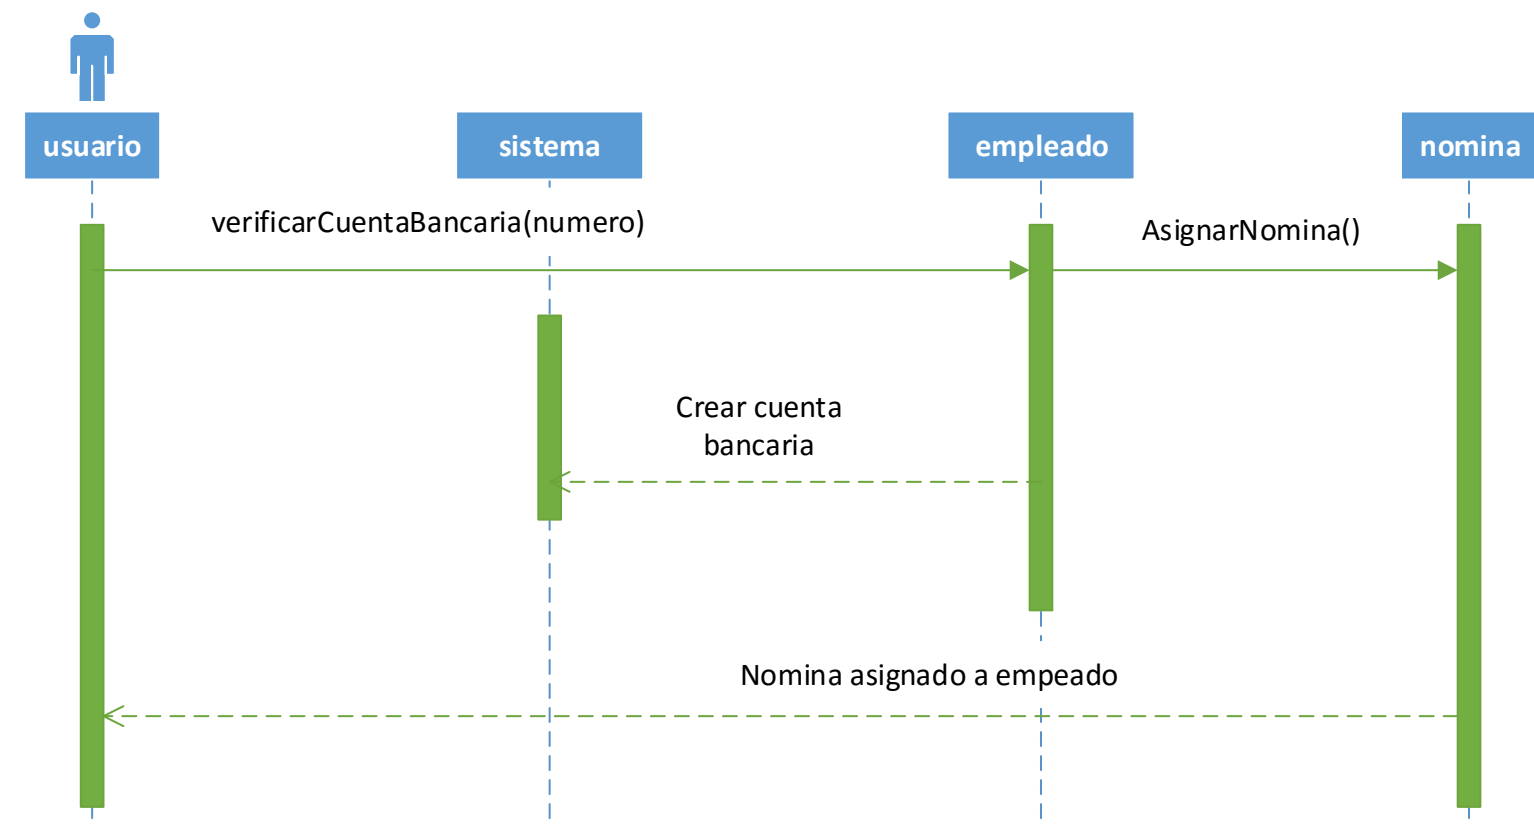 usuario
sistema
empleado
nomina
verificarCuentaBancaria(numero)
AsignarNomina()
Crear cuenta
bancaria
Nomina asignado a empeado